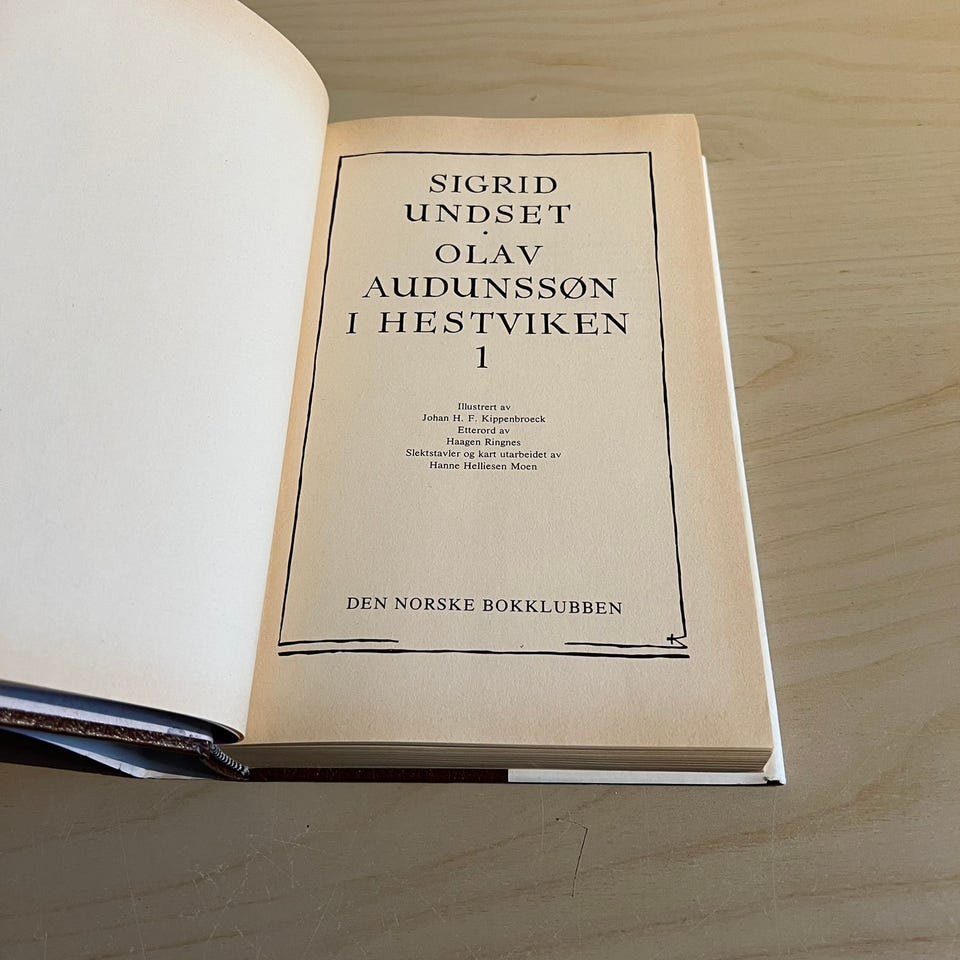 SIGRID
UNDSET
·
OLAV
AUDUNSSØN
I HESTVIKEN
1
Illustrert av
Johan H. F. Kippenbroeck
Etterord av
Haagen Ringnes
Slektstavler og kart utarbeidet av
Hanne Helliesen Moen
DEN NORSKE BOKKLUBBEN